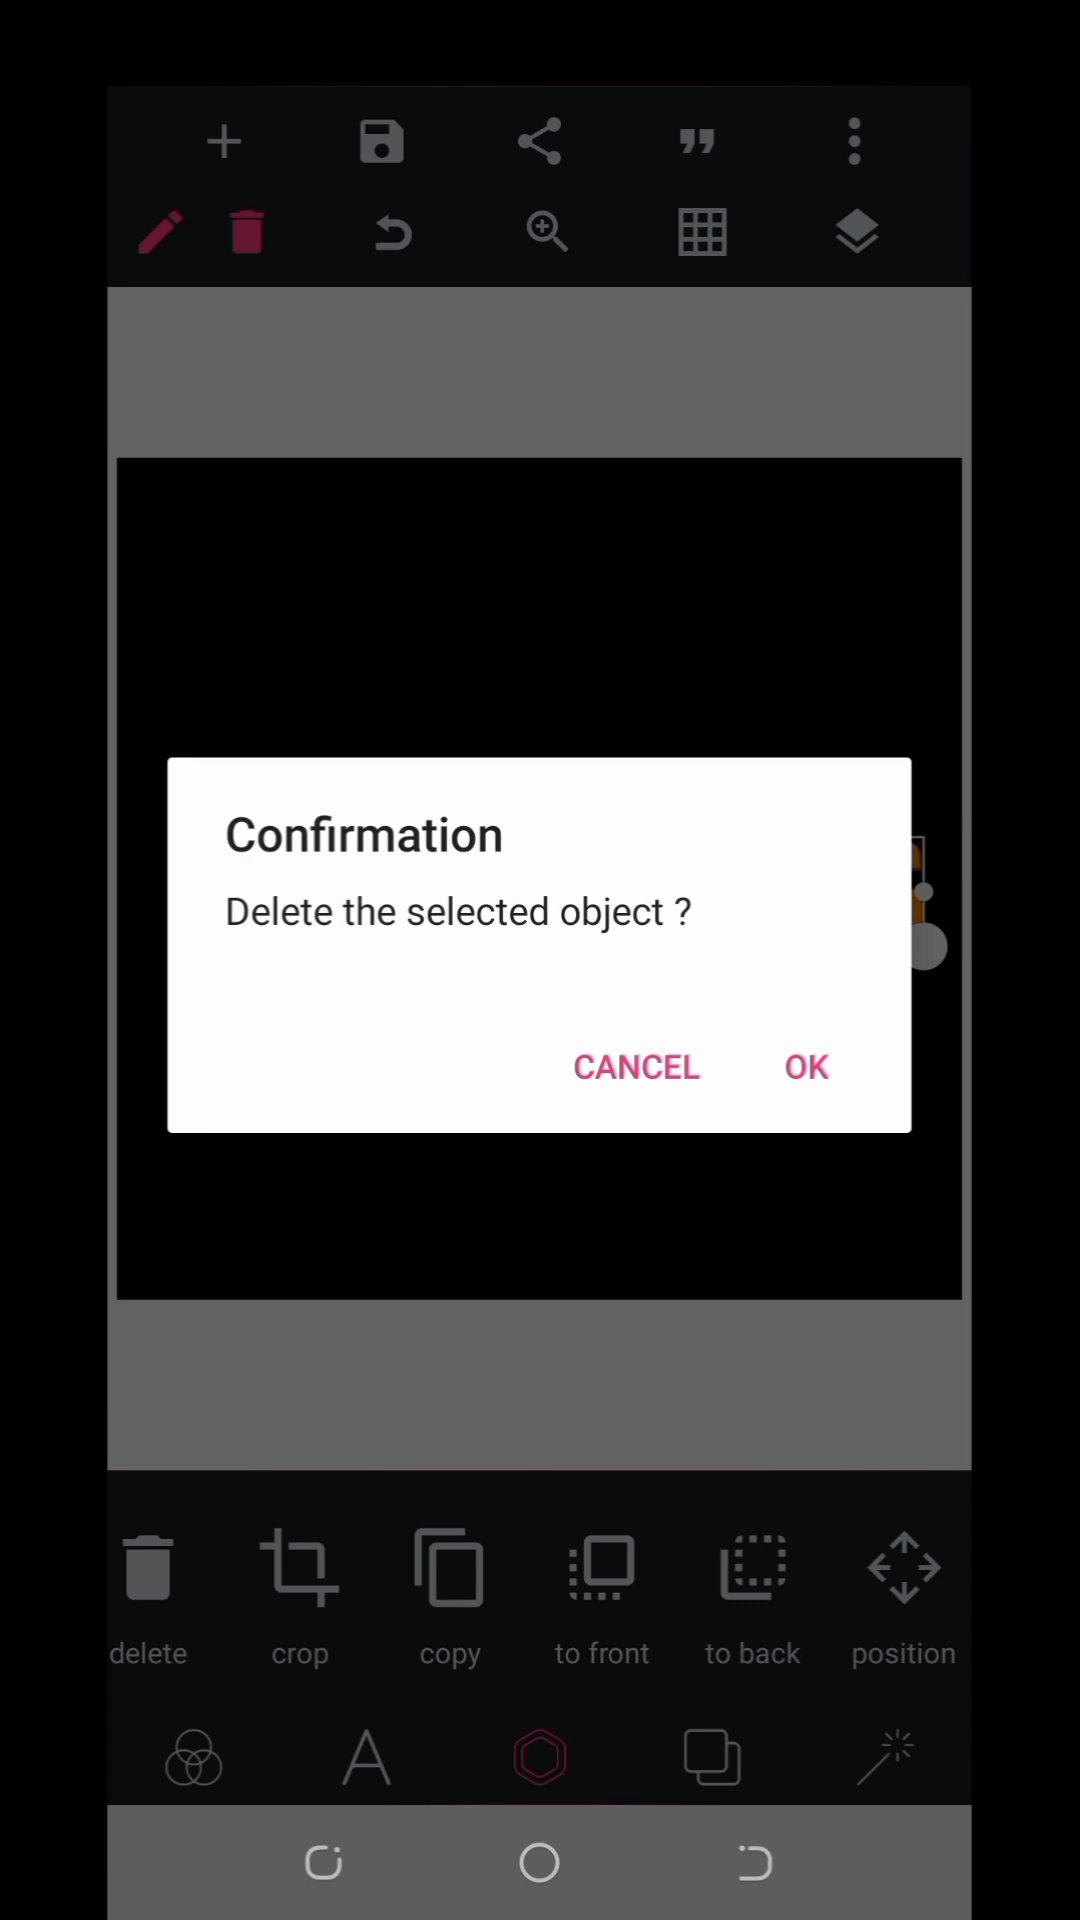 Confirmation
Delete the selected object ?
CANCEL OK
delete crop copy to front to back position